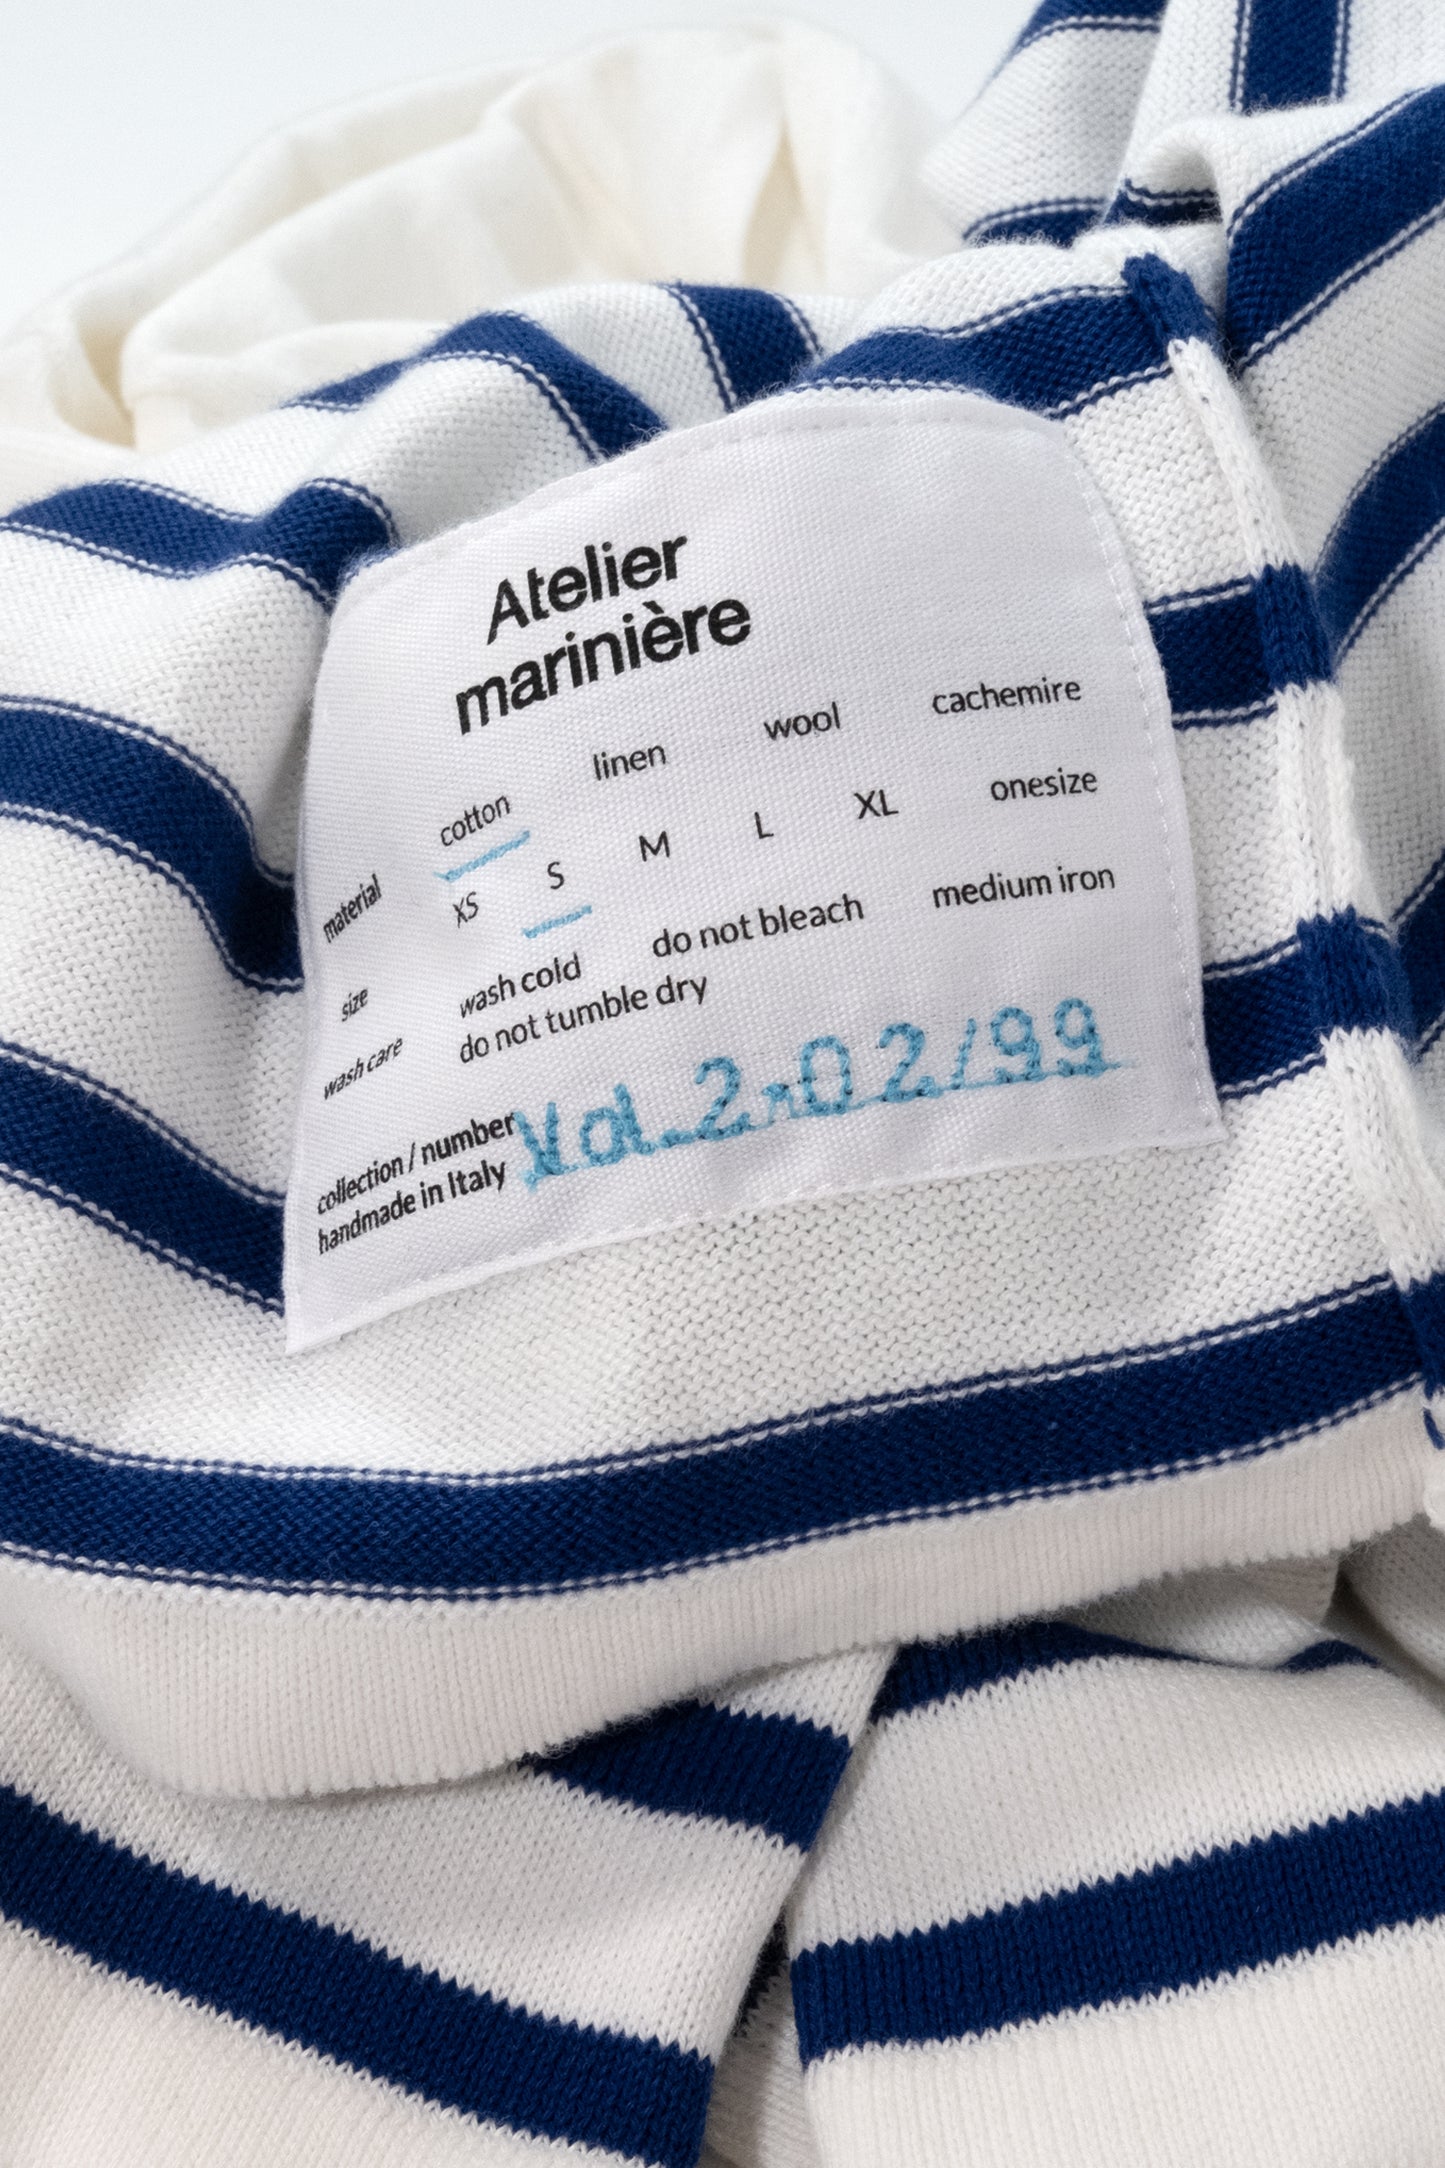 Atelier
marinière
material cotton linen wool cachemire
size XS S M L XL onesize
wash care wash cold do not bleach medium iron
do not tumble dry
collection / number Vol.2 n02/99
handmade in Italy